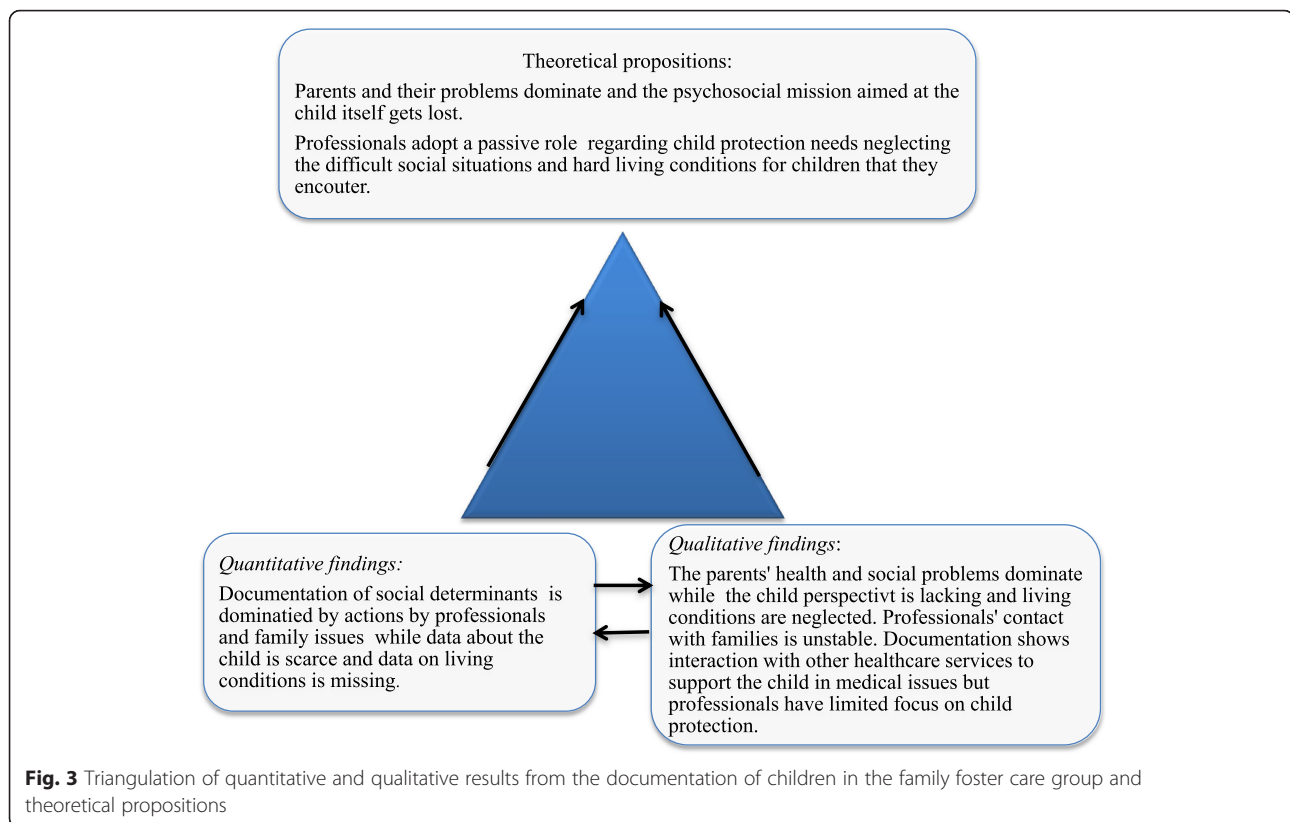 Theoretical propositions:
Parents and their problems dominate and the psychosocial mission aimed at the
child itself gets lost.
Professionals adopt a passive role regarding child protection needs neglecting
the difficult social situations and hard living conditions for children that they
encouter.
Quantitative findings:
Documentation of social determinants is
dominatied by actions by professionals
and family issues while data about the
child is scarce and data on living
conditions is missing.
Qualitative findings:
The parents' health and social problems dominate
while the child perspectivt is lacking and living
conditions are neglected. Professionals' contact
with families is unstable. Documentation shows
interaction with other healthcare services to
support the child in medical issues but
professionals have limited focus on child
protection.
Fig. 3 Triangulation of quantitative and qualitative results from the documentation of children in the family foster care group and
theoretical propositions